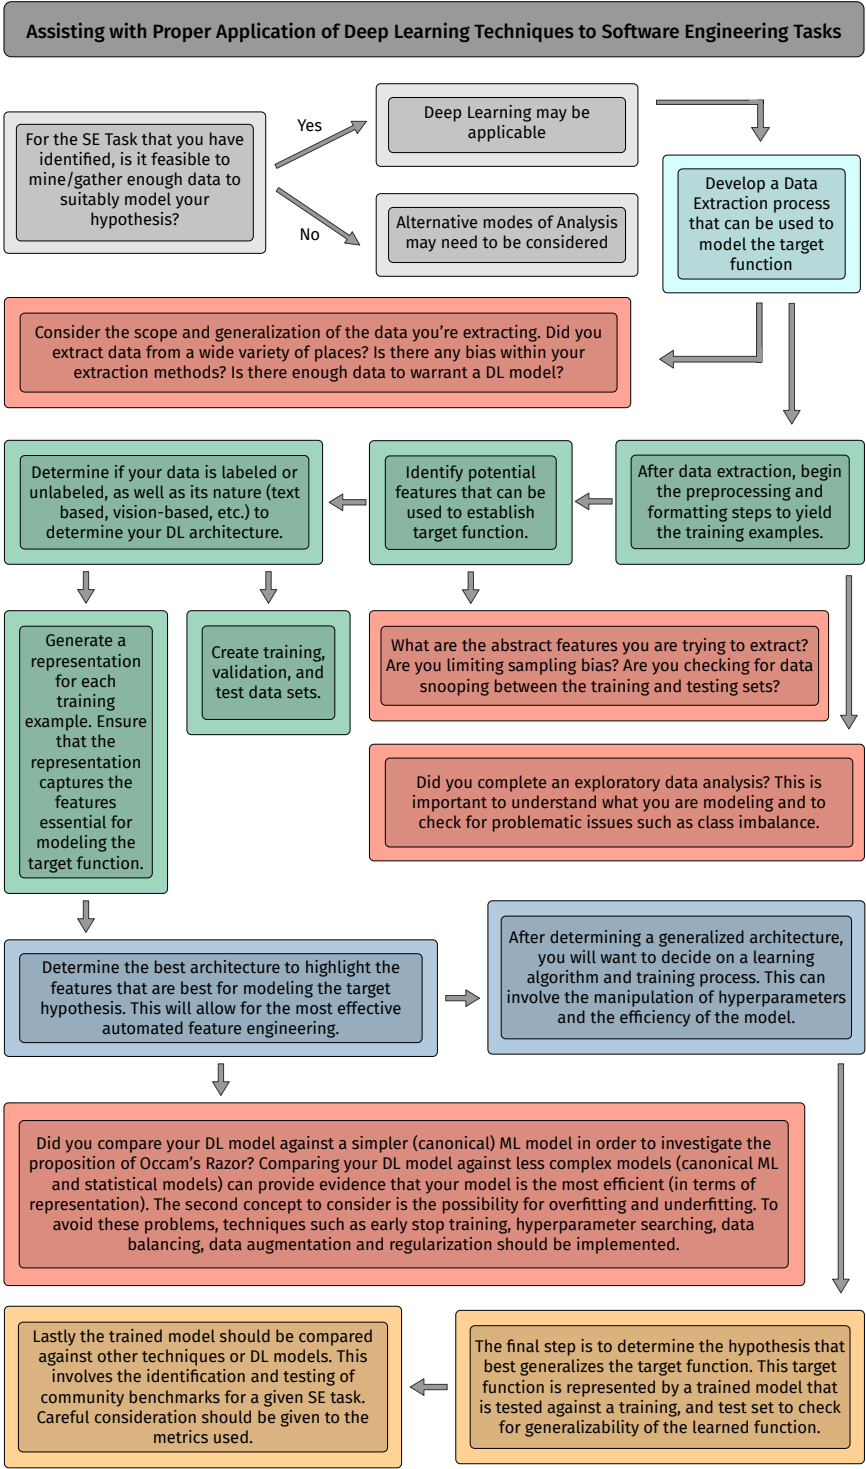 Assisting with Proper Application of Deep Learning Techniques to Software Engineering Tasks
For the SE Task that you have
identified, is it feasible to
mine/gather enough data to
suitably model your
hypothesis?
Yes
No
Deep Learning may be
applicable
Alternative modes of Analysis
may need to be considered
Develop a Data
Extraction process
that can be used to
model the target
function
Consider the scope and generalization of the data you're extracting. Did you
extract data from a wide variety of places? Is there any bias within your
extraction methods? Is there enough data to warrant a DL model?
After data extraction, begin
the preprocessing and
formatting steps to yield
the training examples.
Identify potential
features that can be
used to establish
target function.
Determine if your data is labeled or
unlabeled, as well as its nature (text
based, vision-based, etc.) to
determine your DL architecture.
Generate a
representation
for each
training
example. Ensure
that the
representation
captures the
features
essential for
modeling the
target function.
Create training,
validation, and
test data sets.
What are the abstract features you are trying to extract?
Are you limiting sampling bias? Are you checking for data
snooping between the training and testing sets?
Did you complete an exploratory data analysis? This is
important to understand what you are modeling and to
check for problematic issues such as class imbalance.
Determine the best architecture to highlight the
features that are best for modeling the target
hypothesis. This will allow for the most effective
automated feature engineering.
After determining a generalized architecture,
you will want to decide on a learning
algorithm and training process. This can
involve the manipulation of hyperparameters
and the efficiency of the model.
Did you compare your DL model against a simpler (canonical) ML model in order to investigate the
proposition of Occam's Razor? Comparing your DL model against less complex models (canonical ML
and statistical models) can provide evidence that your model is the most efficient (in terms of
representation). The second concept to consider is the possibility for overfitting and underfitting. To
avoid these problems, techniques such as early stop training, hyperparameter searching, data
balancing, data augmentation and regularization should be implemented.
The final step is to determine the hypothesis that
best generalizes the target function. This target
function is represented by a trained model that
is tested against a training, and test set to check
for generalizability of the learned function.
Lastly the trained model should be compared
against other techniques or DL models. This
involves the identification and testing of
community benchmarks for a given SE task.
Careful consideration should be given to the
metrics used.